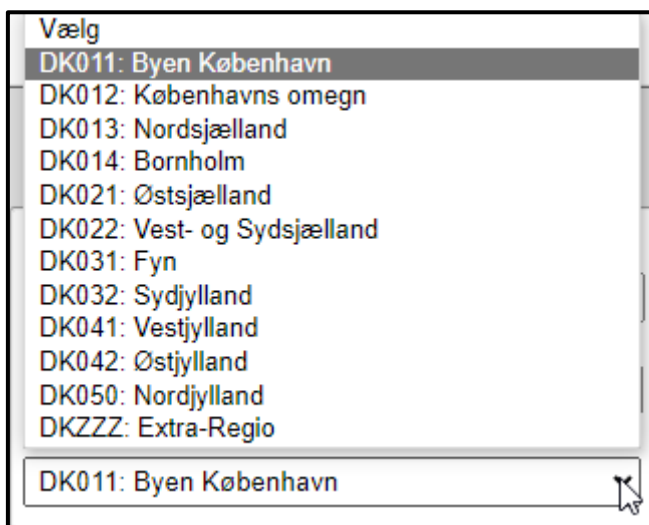 Vælg
DK011: Byen København
DK012: Københavns omegn
DK013: Nordsjælland
DK014: Bornholm
DK021: Østsjælland
DK022: Vest- og Sydsjælland
DK031: Fyn
DK032: Sydjylland
DK041: Vestjylland
DK042: Østjylland
DK050: Nordjylland
DKZZZ: Extra-Regio
DK011: Byen København